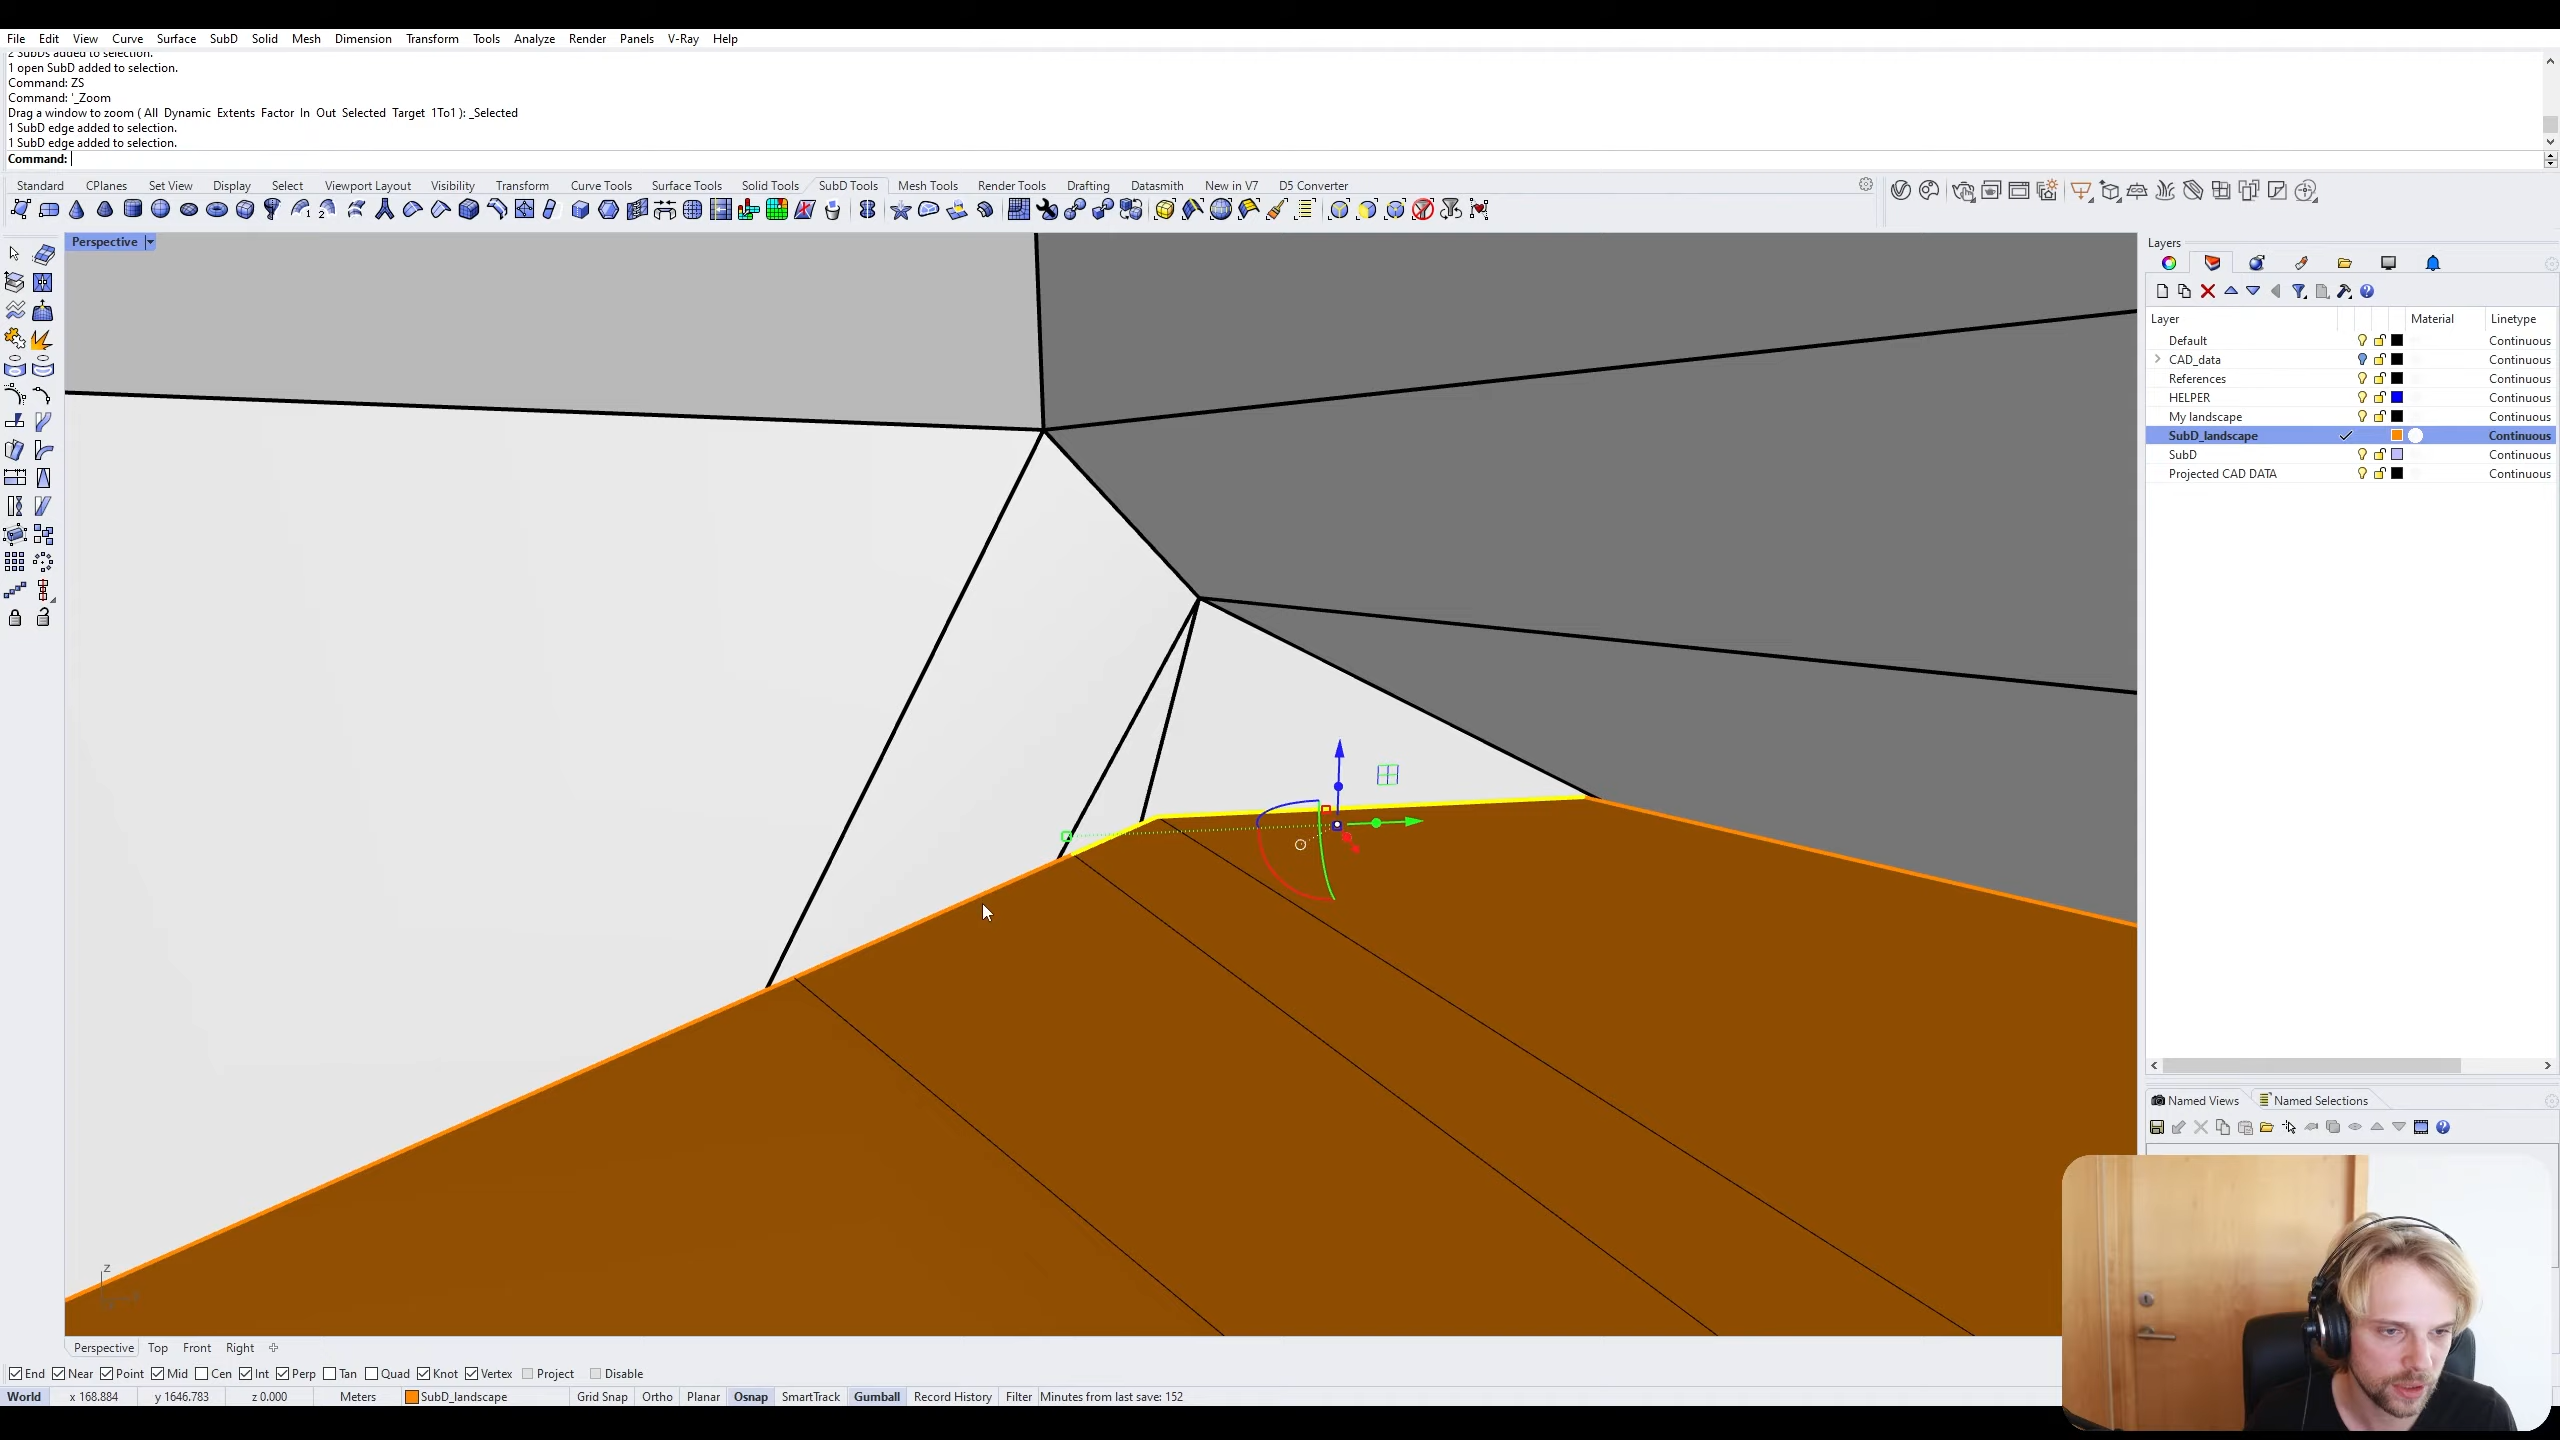 File Edit View Curve Surface SubD Solid Mesh Dimension Transform Tools Analyze Render Panels V-Ray Help
2 SubDs added to selection.
1 open SubD added to selection.
Command: ZS
Command: '_Zoom
Drag a window to zoom ( All Dynamic Extents Factor In Out Selected Target 1To1 ): _Selected
1 SubD edge added to selection.
1 SubD edge added to selection.
Command:
Standard CPlanes Set View Display Select Viewport Layout Visibility Transform Curve Tools Surface Tools Solid Tools SubD Tools Mesh Tools Render Tools Drafting Datasmith New in V7 D5 Converter
Perspective
Layers
Layer Material Linetype
Default Continuous
CAD_data Continuous
References Continuous
HELPER Continuous
My landscape Continuous
SubD_landscape Continuous
SubD Continuous
Projected CAD DATA Continuous
Named Views Named Selections
z
Perspective Top Front Right
End Near Point Mid Cen Int Perp Tan Quad Knot Vertex Project Disable
World x 168.884 y 1646.783 z 0.000 Meters SubD_landscape Grid Snap Ortho Planar Osnap SmartTrack Gumball Record History Filter Minutes from last save: 152